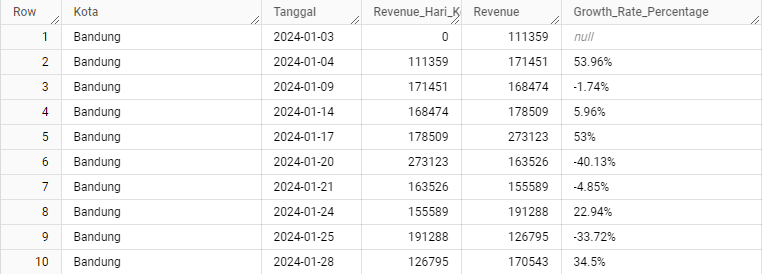 Row Kota Tanggal Revenue_Hari_K Revenue Growth_Rate_Percentage
1 Bandung 2024-01-03 0 111359 null
2 Bandung 2024-01-04 111359 171451 53.96%
3 Bandung 2024-01-09 171451 168474 -1.74%
4 Bandung 2024-01-14 168474 178509 5.96%
5 Bandung 2024-01-17 178509 273123 53%
6 Bandung 2024-01-20 273123 163526 -40.13%
7 Bandung 2024-01-21 163526 155589 -4.85%
8 Bandung 2024-01-24 155589 191288 22.94%
9 Bandung 2024-01-25 191288 126795 -33.72%
10 Bandung 2024-01-28 126795 170543 34.5%